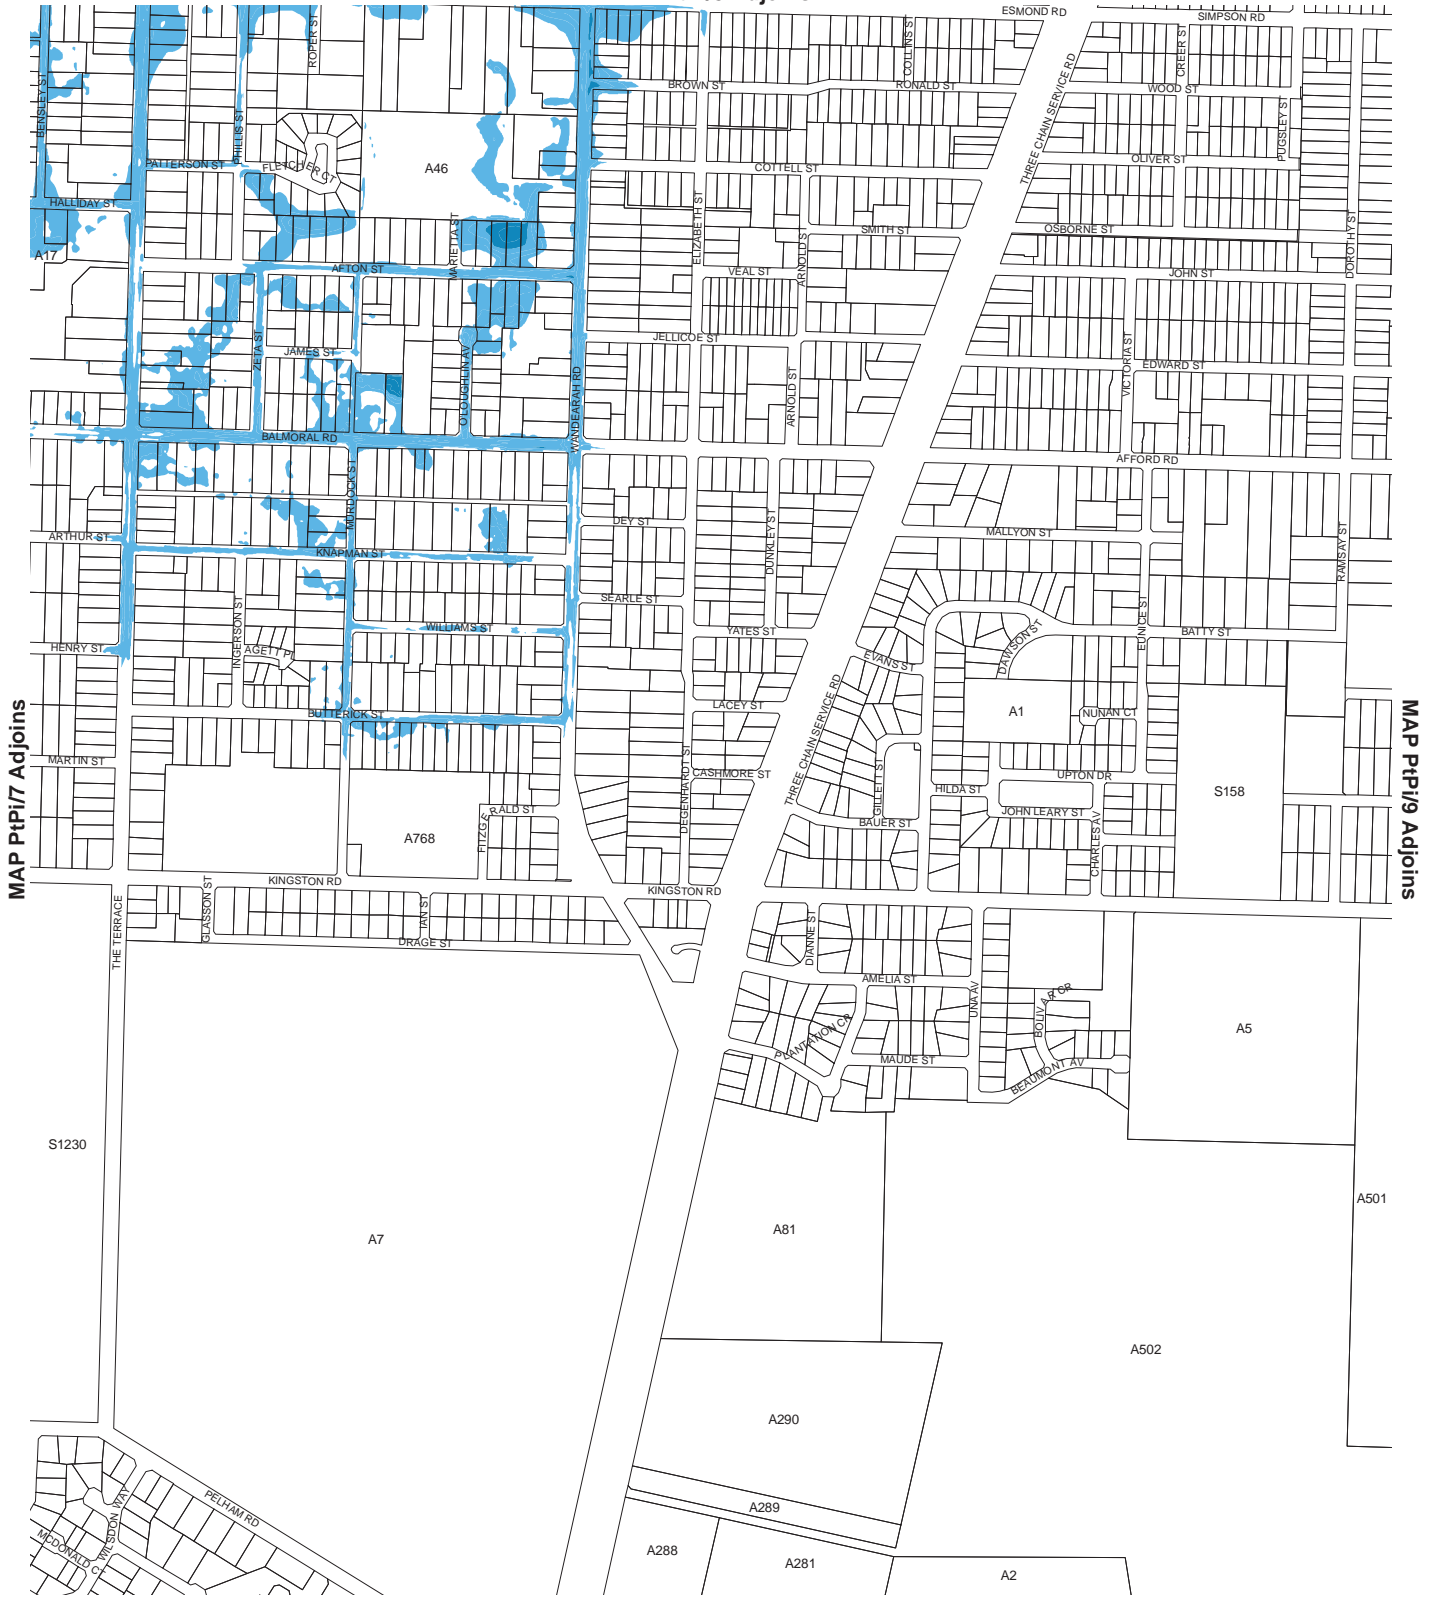 ESMOND RD
SIMPSON RD
ROPER ST
COLLINS S
CREER ST
BENSLEY ST
BROWN ST
RONALD ST
WOOD ST
THREE CHAIN SERVICE RD
PHILLIS ST
PUGSLEY ST
PATTERSON ST
FLETCHER CT
A46
COTTELL ST
OLIVER ST
HALLIDAY ST
MARIETTA ST
ELIZABETH ST
ARNOLD ST
SMITH ST
OSBORNE ST
DOROTHY ST
A17
AFTON ST
VEAL ST
JOHN ST
ZETA ST
JAMES ST
O'LOUGHLIN AV
WANDEARAH RD
JELLICOE ST
ARNOLD ST
VICTORIA ST
EDWARD ST
BALMORAL RD
AFFORD RD
MURDOCK ST
DEY ST
DUNKLEY ST
MALLYON ST
RAMSAY ST
ARTHUR ST
KNAPMAN ST
INGERSON ST
SEARLE ST
EUNICE ST
WILLIAMS ST
YATES ST
DAWSON ST
BATTY ST
HENRY ST
AGETT PL
EVANS ST
MAP PtPi/7 Adjoins
MAP PtPi/9 Adjoins
BUTTERICK ST
LACEY ST
THREE CHAIN SERVICE RD
A1
NUNAN CT
MARTIN ST
DEGENHARDT ST
CASHMORE ST
GILLETT ST
HILDA ST
UPTON DR
S158
FITZGERALD ST
JOHN LEARY ST
BAUER ST
CHARLES AV
A768
KINGSTON RD
KINGSTON RD
THE TERRACE
GLASSON ST
IAN ST
DRAGE ST
DIANNE ST
AMELIA ST
UNA AV
BOLIVAR CR
PLANTATION CR
MAUDE ST
BEAUMONT AV
A5
S1230
A501
A7
A81
A502
A290
A289
PELHAM RD
WILSDON WAY
MCDONALD CT
A288
A281
A2